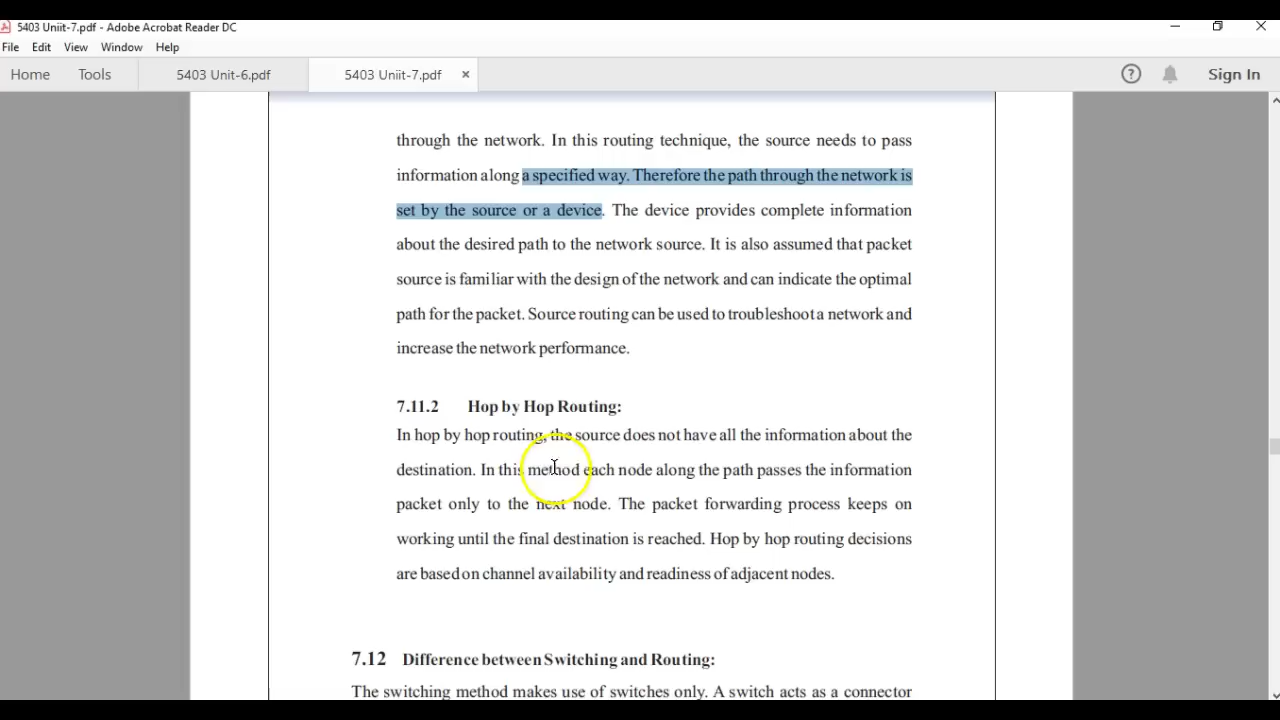 5403 Uniit-7.pdf - Adobe Acrobat Reader DC
File Edit View Window Help
Home Tools 5403 Unit-6.pdf 5403 Uniit-7.pdf × ? Sign In
through the network. In this routing technique, the source needs to pass
information along a specified way. Therefore the path through the network is
set by the source or a device. The device provides complete information
about the desired path to the network source. It is also assumed that packet
source is familiar with the design of the network and can indicate the optimal
path for the packet. Source routing can be used to troubleshoot a network and
increase the network performance.
7.11.2 Hop by Hop Routing:
In hop by hop routing, the source does not have all the information about the
destination. In this method each node along the path passes the information
packet only to the next node. The packet forwarding process keeps on
working until the final destination is reached. Hop by hop routing decisions
are based on channel availability and readiness of adjacent nodes.
7.12 Difference between Switching and Routing:
The switching method makes use of switches only. A switch acts as a connector